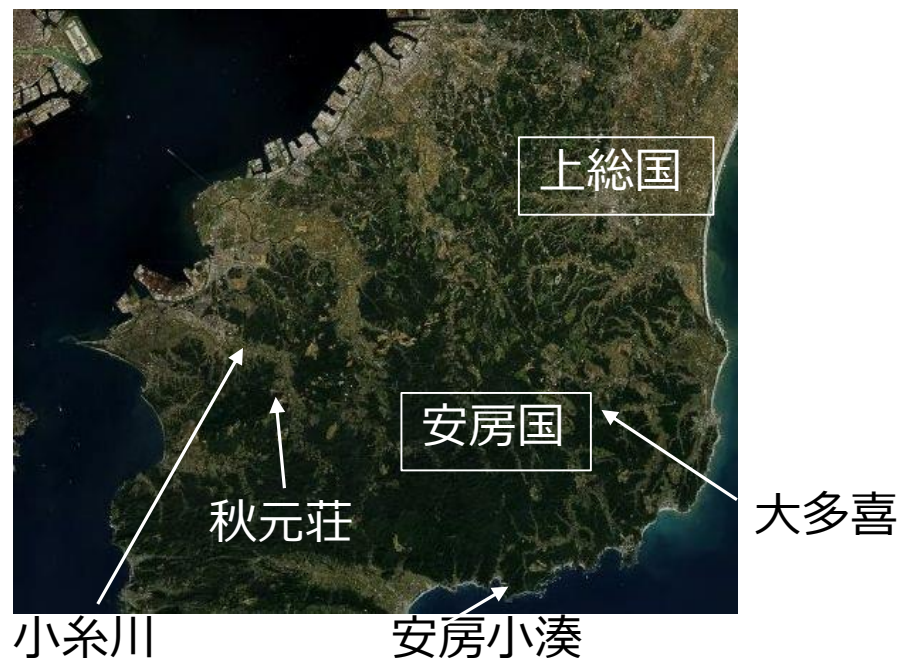 上総国
安房国
大多喜
秋元荘
小糸川
安房小湊